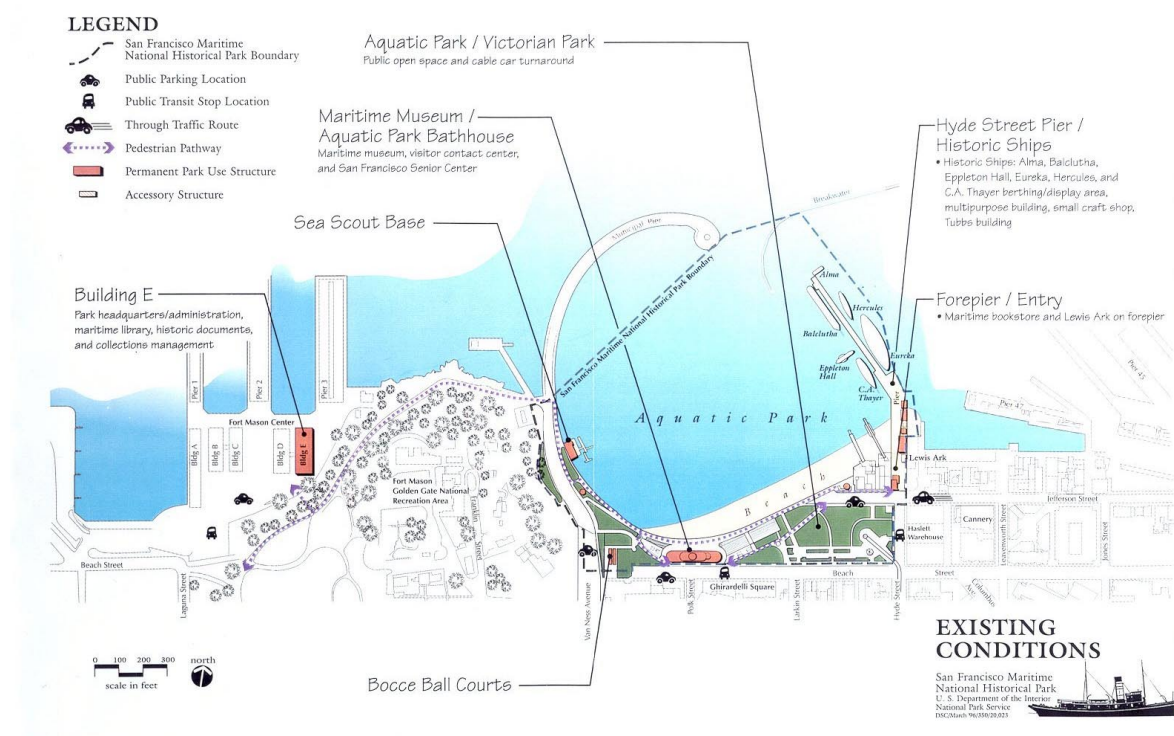 LEGEND
San Francisco Maritime
National Historical Park Boundary
Public Parking Location
Public Transit Stop Location
Through Traffic Route
Pedestrian Pathway
Permanent Park Use Structure
Accessory Structure
Aquatic Park / Victorian Park
Public open space and cable car turnaround
Maritime Museum /
Aquatic Park Bathhouse
Maritime museum, visitor contact center,
and San Francisco Senior Center
Sea Scout Base
Building E
Park headquarters/administration,
maritime library, historic documents,
and collections management
Hyde Street Pier /
Historic Ships
• Historic Ships: Alma, Balclutha,
Eppleton Hall, Eureka, Hercules, and
C.A. Thayer berthing/display area,
multipurpose building, small craft shop,
Tubbs building
Forepier / Entry
• Maritime bookstore and Lewis Ark on forepier
Breakwater
Municipal Pier
San Francisco Maritime National Historical Park Boundary
Alma
Hercules
Balclutha
Eureka
Eppleton
Hall
C.A.
Thayer
Pier
Pier 45
Pier 47
Aquatic Park
Beach
Lewis Ark
Pier 1
Pier 2
Pier 3
Fort Mason Center
Bldg A
Bldg B
Bldg C
Bldg D
Bldg E
Fort Mason
Golden Gate National
Recreation Area
Franklin Street
Jefferson Street
Cannery
Haslett
Warehouse
Leavenworth Street
Jones Street
Columbus
Ave
Beach Street
Laguna Street
Van Ness Avenue
Polk Street
Ghirardelli Square
Larkin Street
Beach Street
Hyde Street
0 100 200 300
scale in feet
north
Bocce Ball Courts
EXISTING
CONDITIONS
San Francisco Maritime
National Historical Park
U. S. Department of the Interior
National Park Service
DSC/March '96/350/20,023